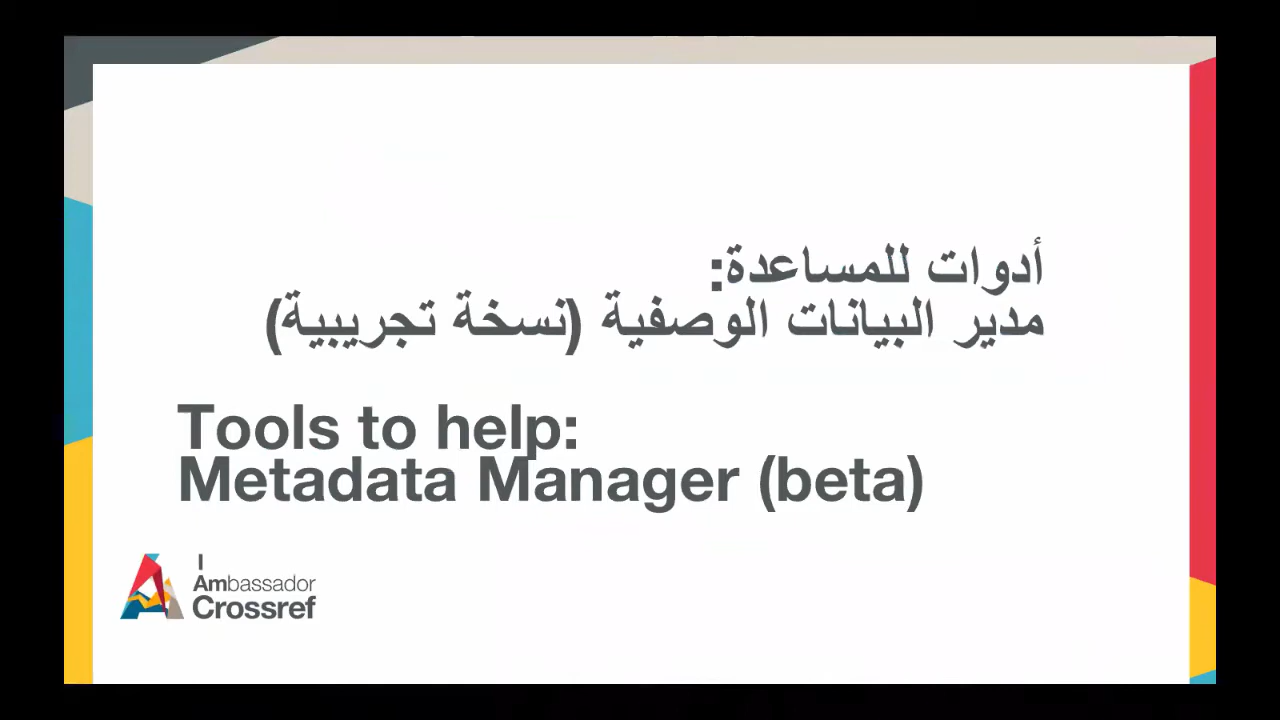 أدوات للمساعدة:
مدير البيانات الوصفية (نسخة تجريبية)
Tools to help:
Metadata Manager (beta)
I
Ambassador
Crossref